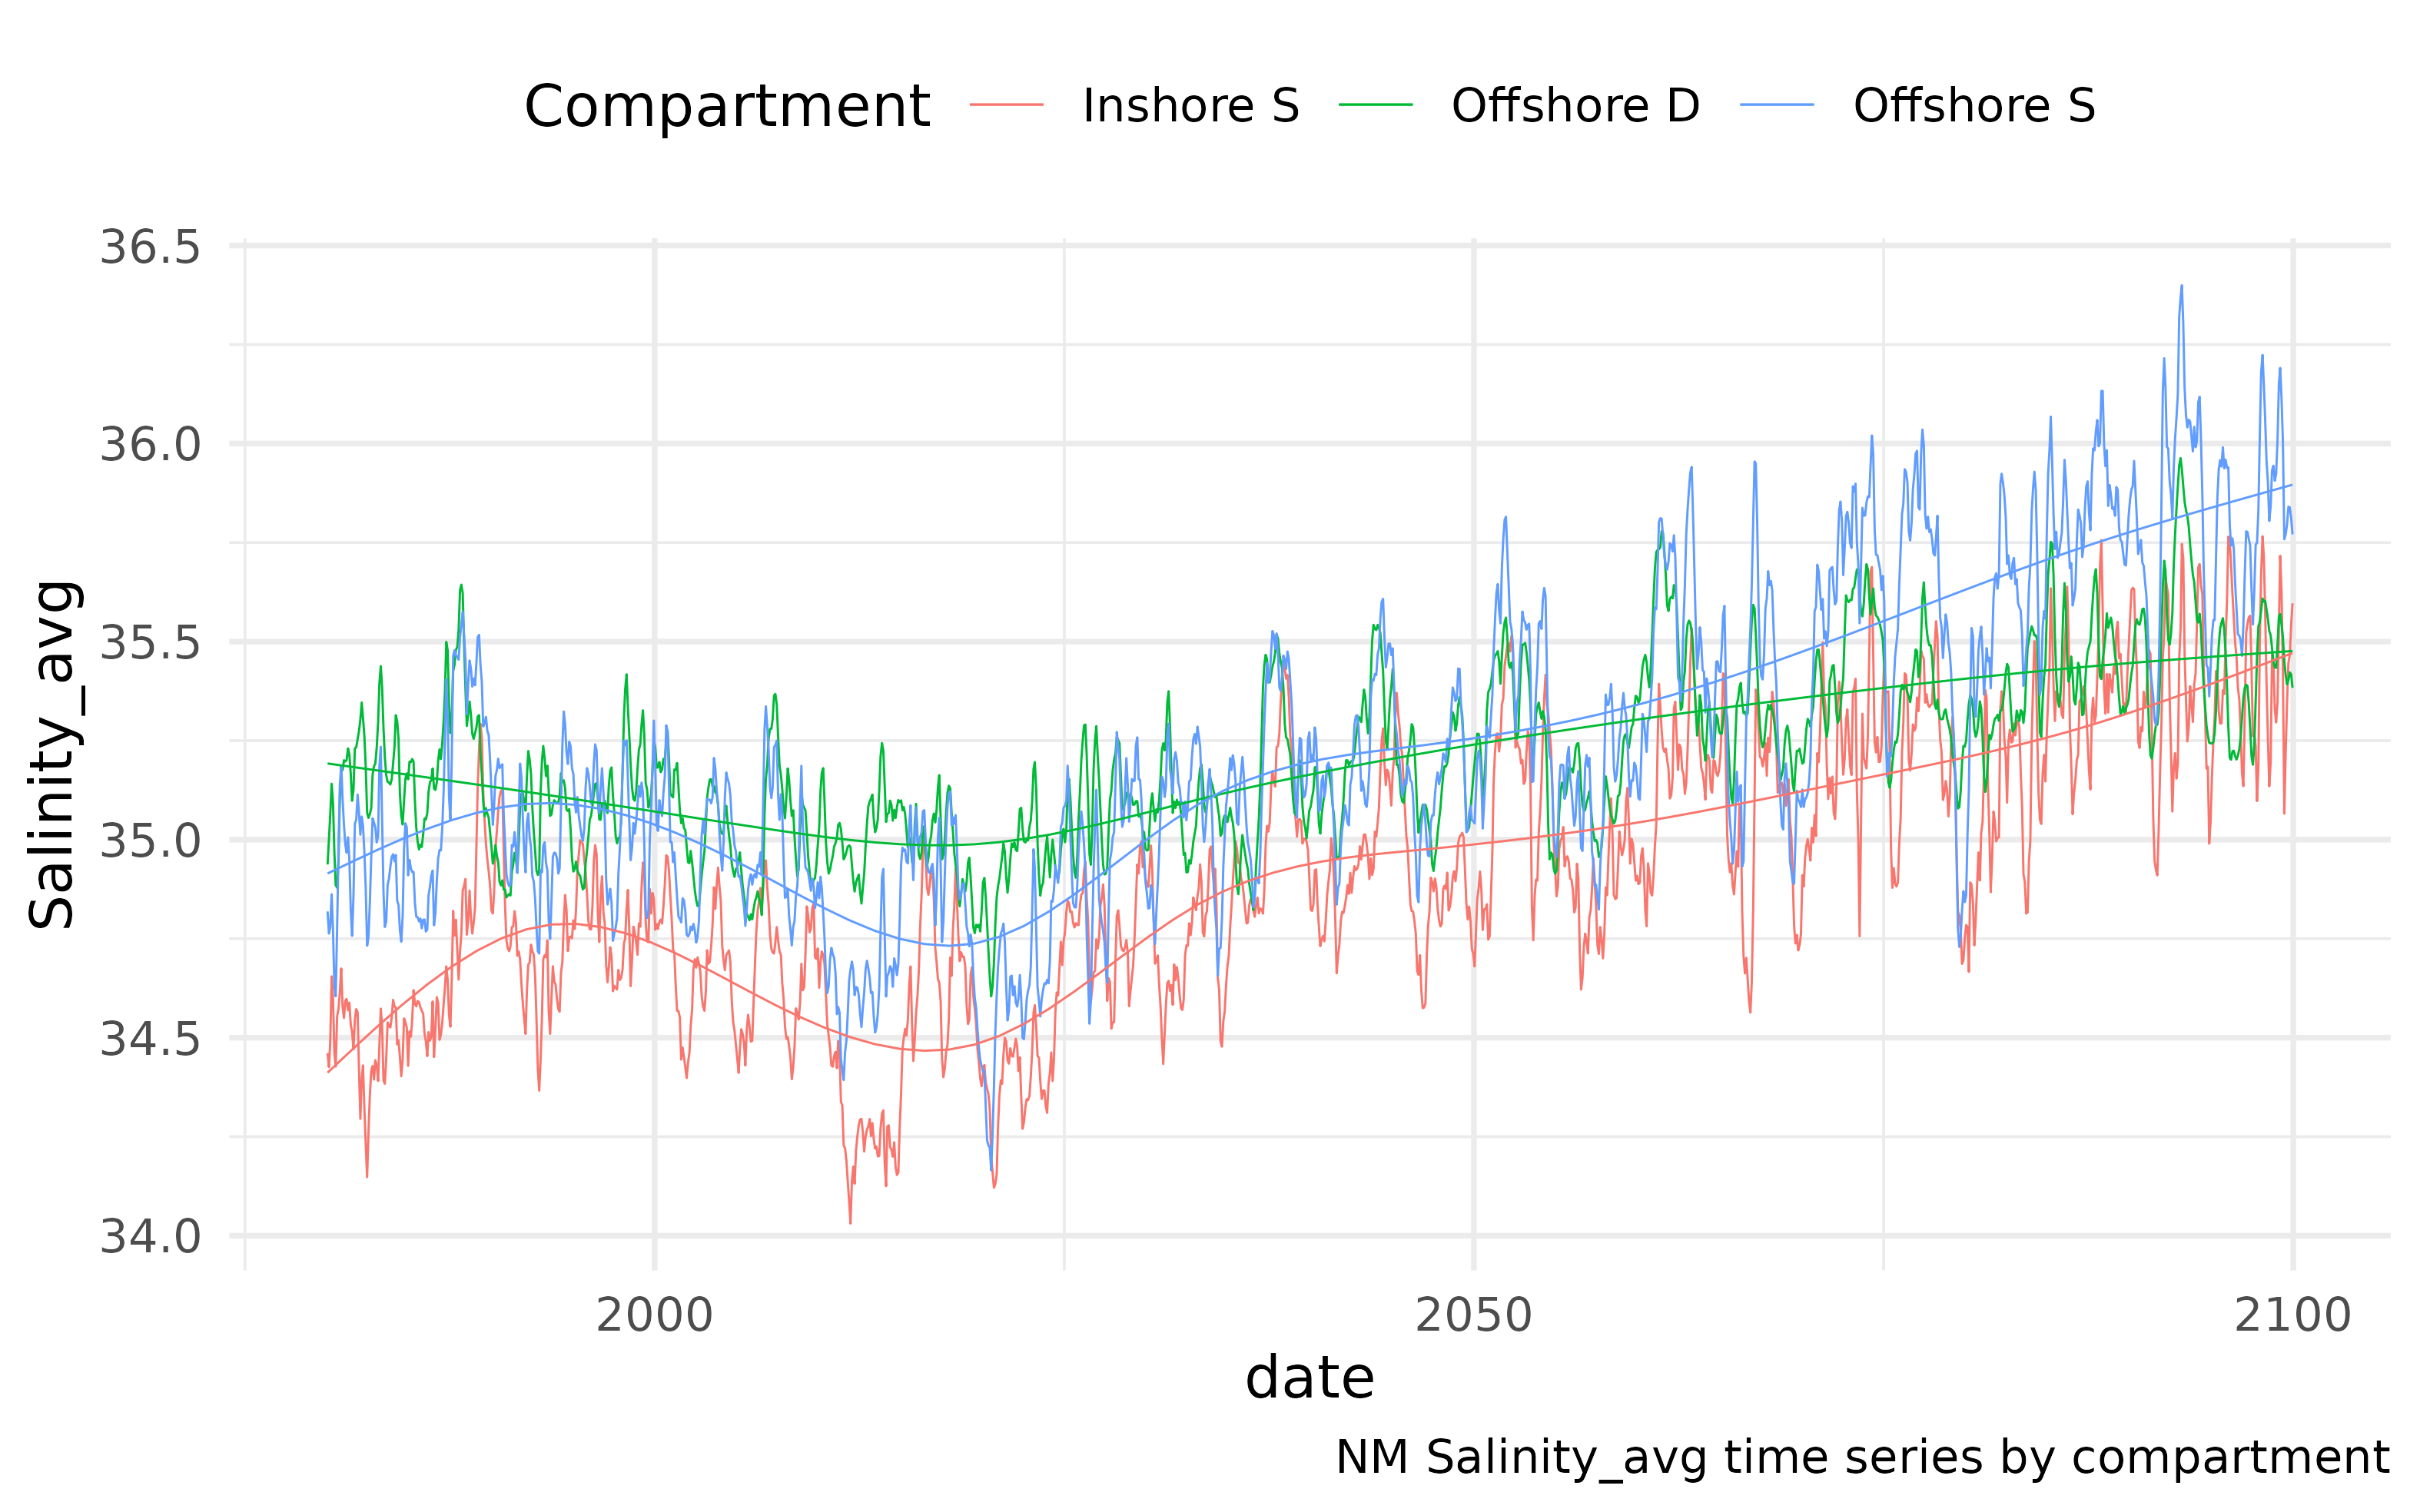 Compartment Inshore S Offshore D Offshore S
36.5
36.0
35.5
35.0
34.5
34.0
Salinity_avg
2000 2050 2100
date
NM Salinity_avg time series by compartment